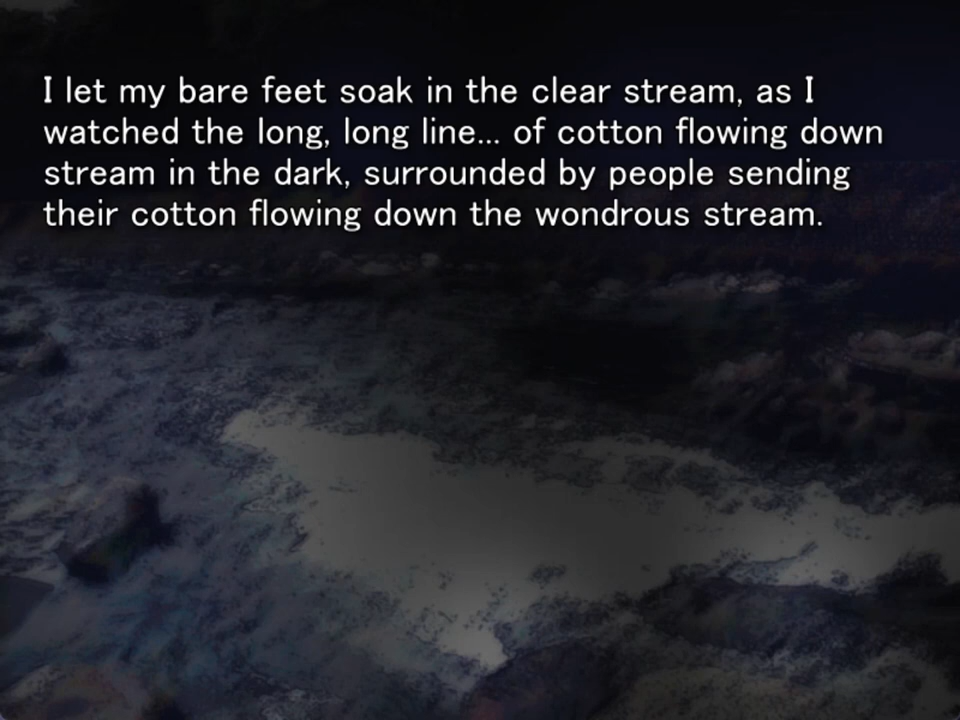 I let my bare feet soak in the clear stream, as I
watched the long, long line... of cotton flowing down
stream in the dark, surrounded by people sending
their cotton flowing down the wondrous stream.